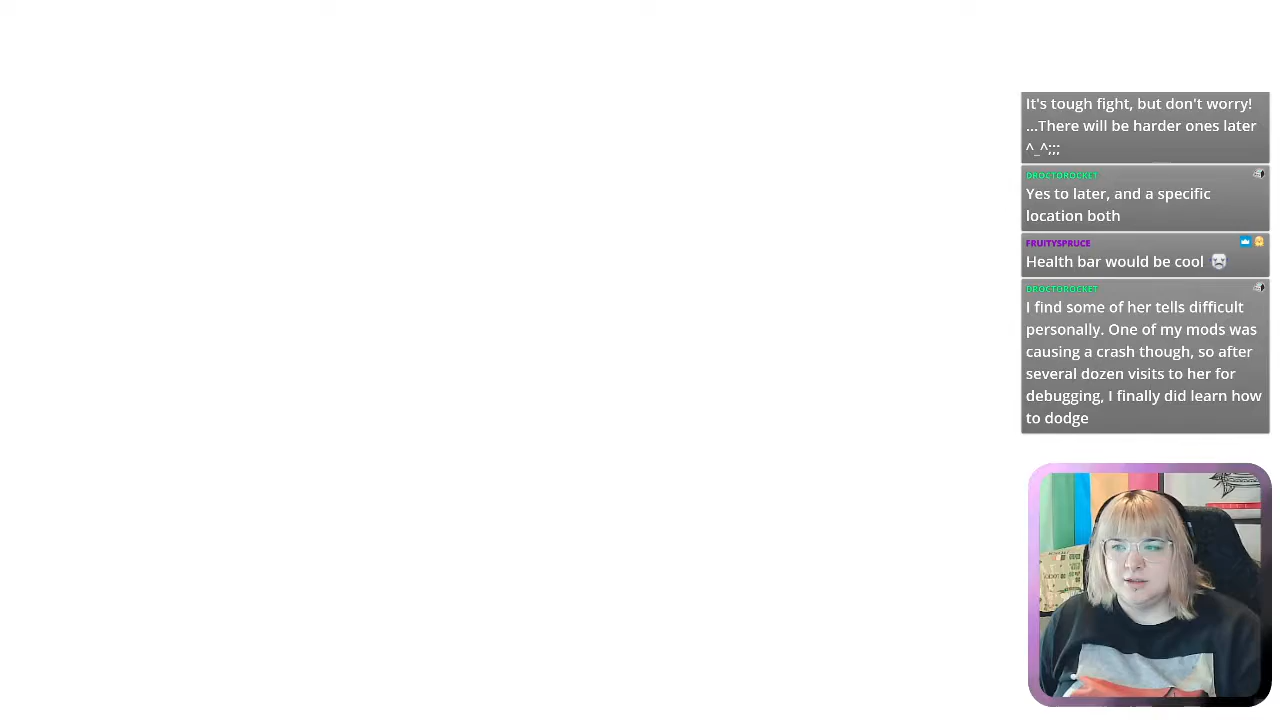 It's tough fight, but don't worry!
...There will be harder ones later
^_^;;;
DROCTOROCKET
Yes to later, and a specific
location both
FRUITYSPRUCE
Health bar would be cool
DROCTOROCKET
I find some of her tells difficult
personally. One of my mods was
causing a crash though, so after
several dozen visits to her for
debugging, I finally did learn how
to dodge